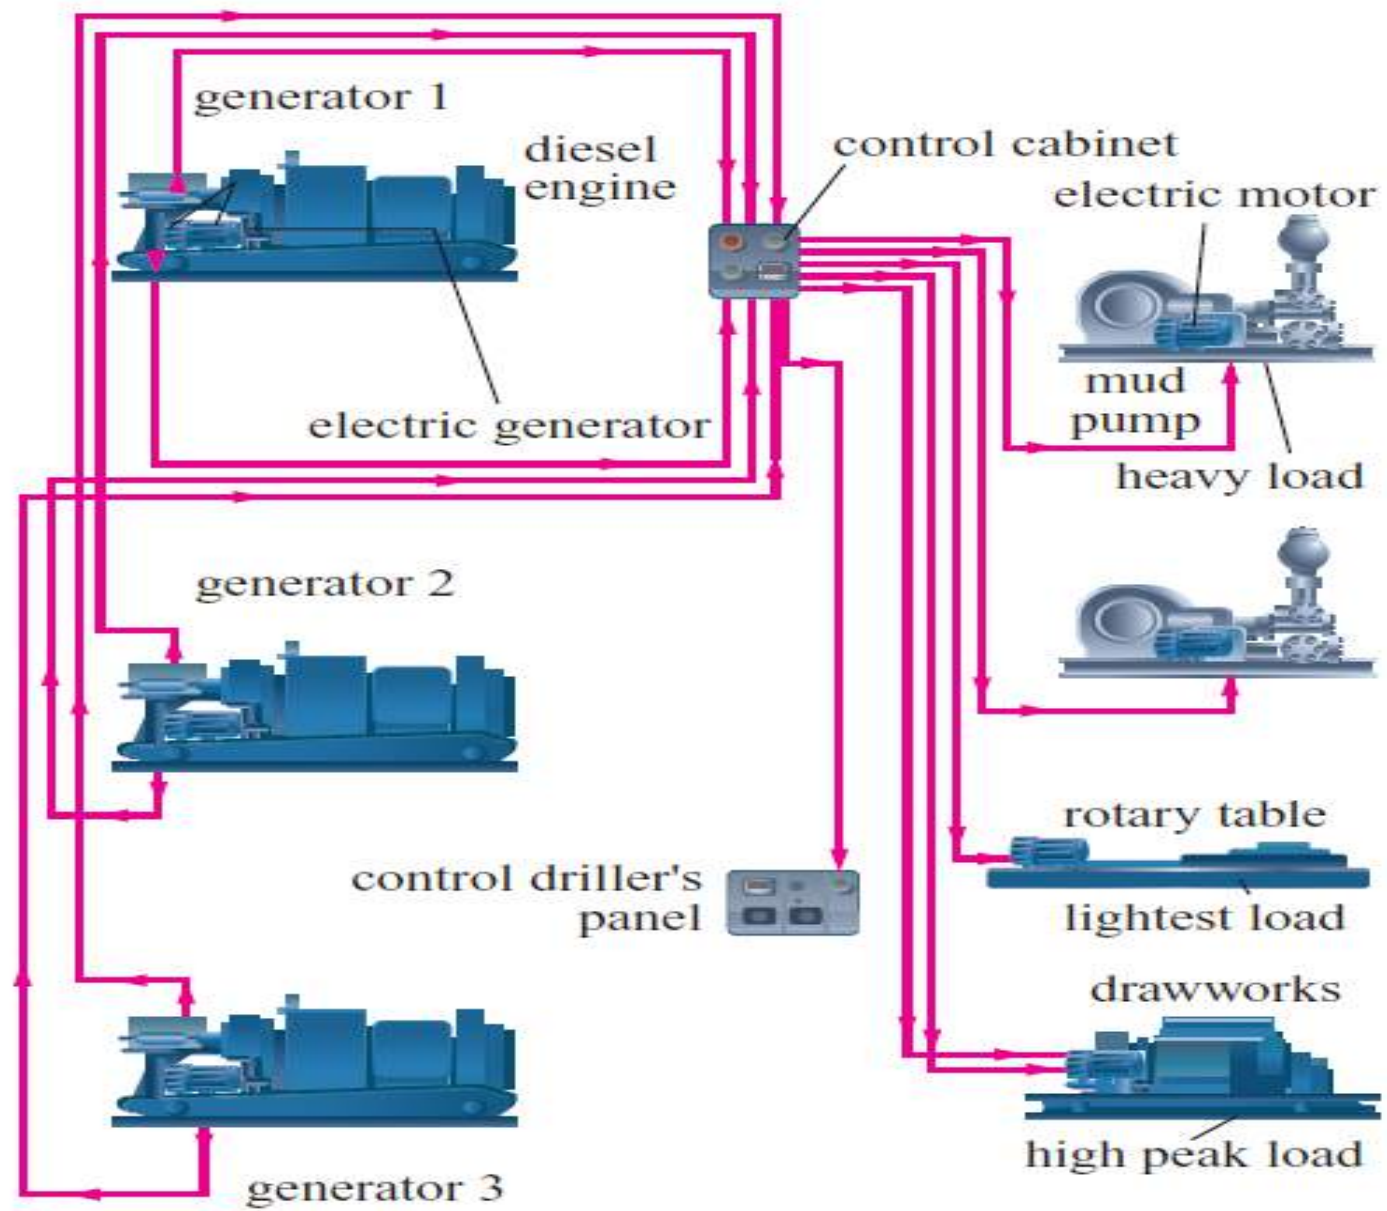 generator 1
diesel
engine
control cabinet
electric motor
electric generator
mud
pump
heavy load
generator 2
rotary table
control driller's
panel
lightest load
drawworks
high peak load
generator 3